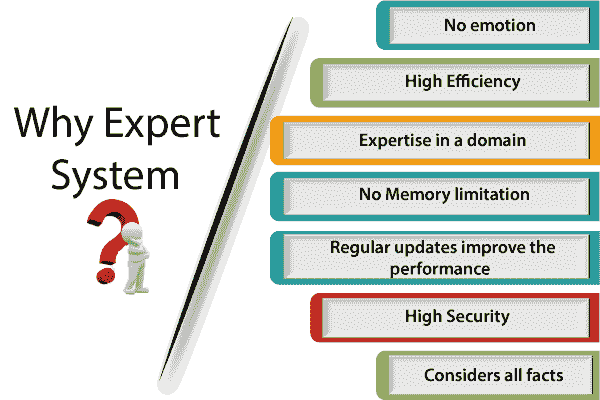 Why Expert
System
No emotion
High Efficiency
Expertise in a domain
No Memory limitation
Regular updates improve the
performance
High Security
Considers all facts